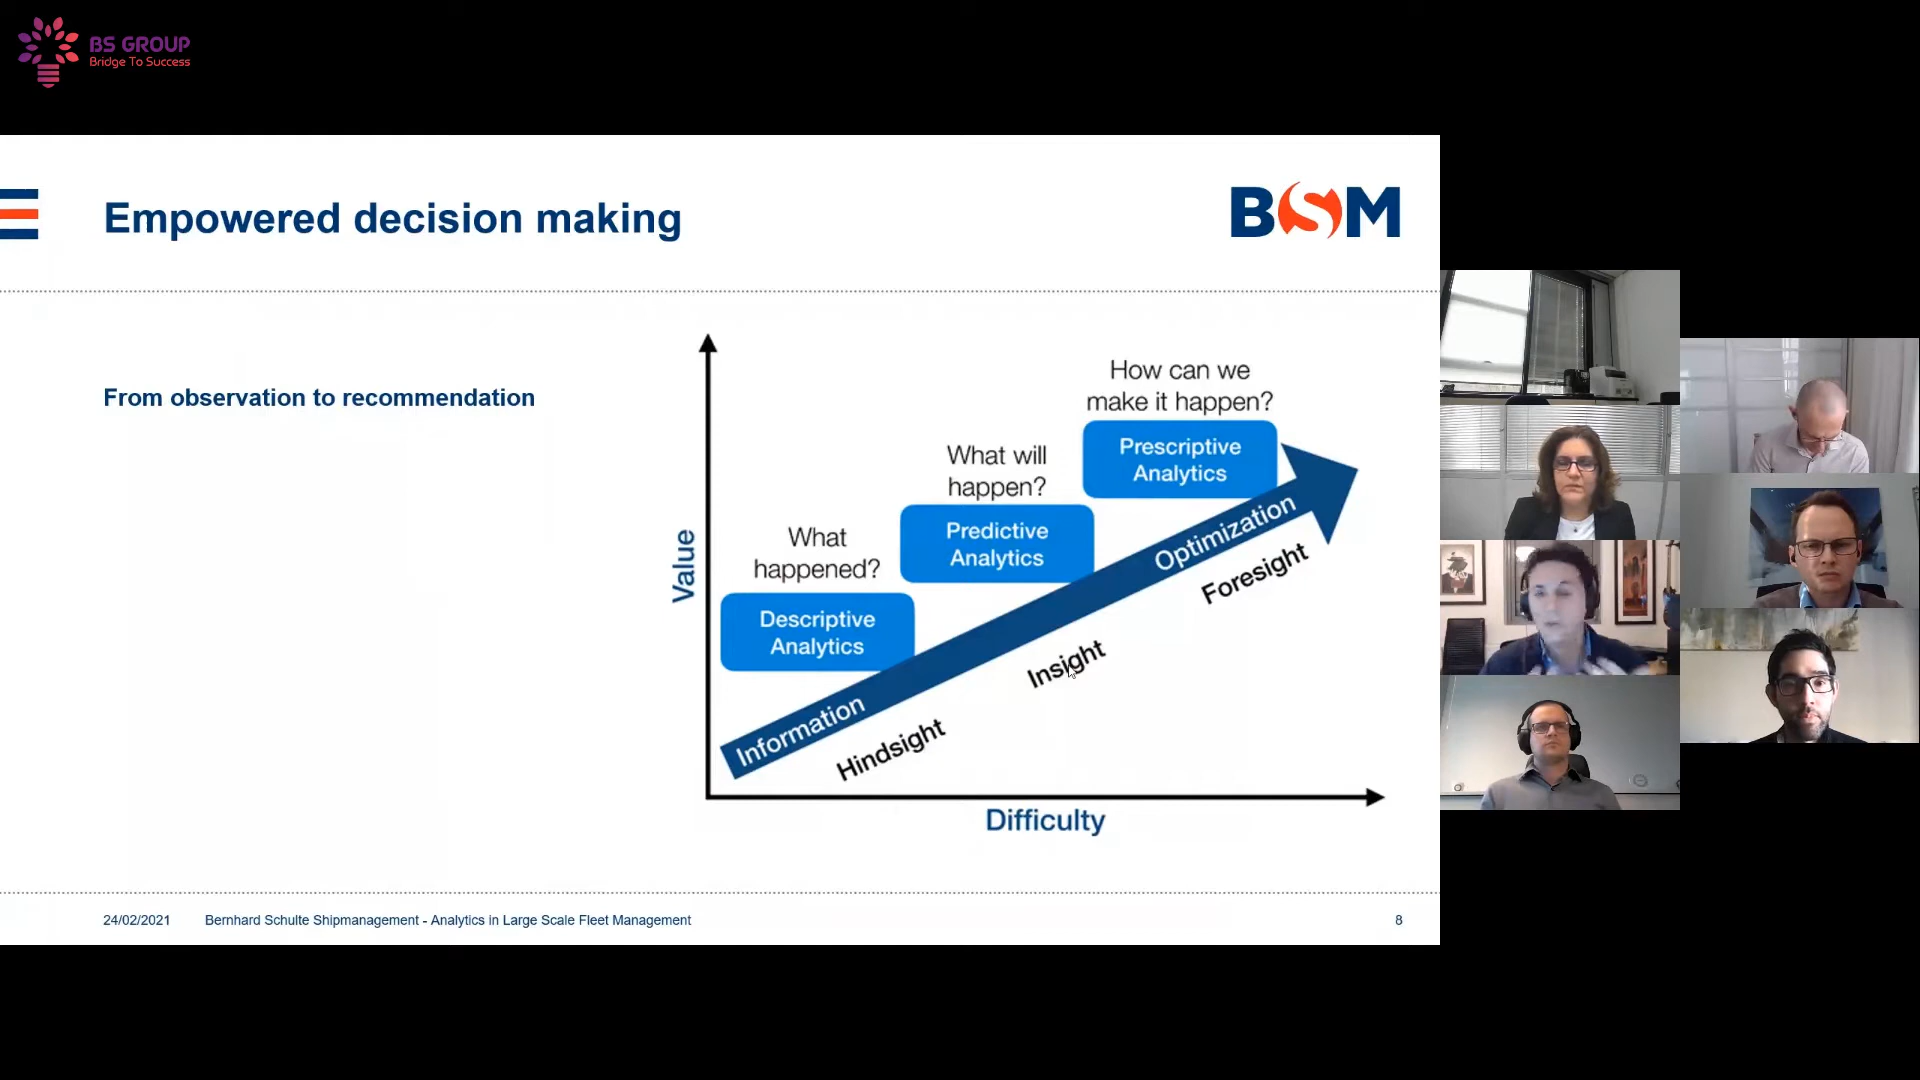 BS GROUP
Bridge To Success
Empowered decision making
BSM
From observation to recommendation
How can we
make it happen?
Prescriptive
Analytics
What will
happen?
Predictive
Analytics
What
happened?
Descriptive
Analytics
Value
Information
Optimization
Hindsight
Insight
Foresight
Difficulty
24/02/2021
Bernhard Schulte Shipmanagement - Analytics in Large Scale Fleet Management
8